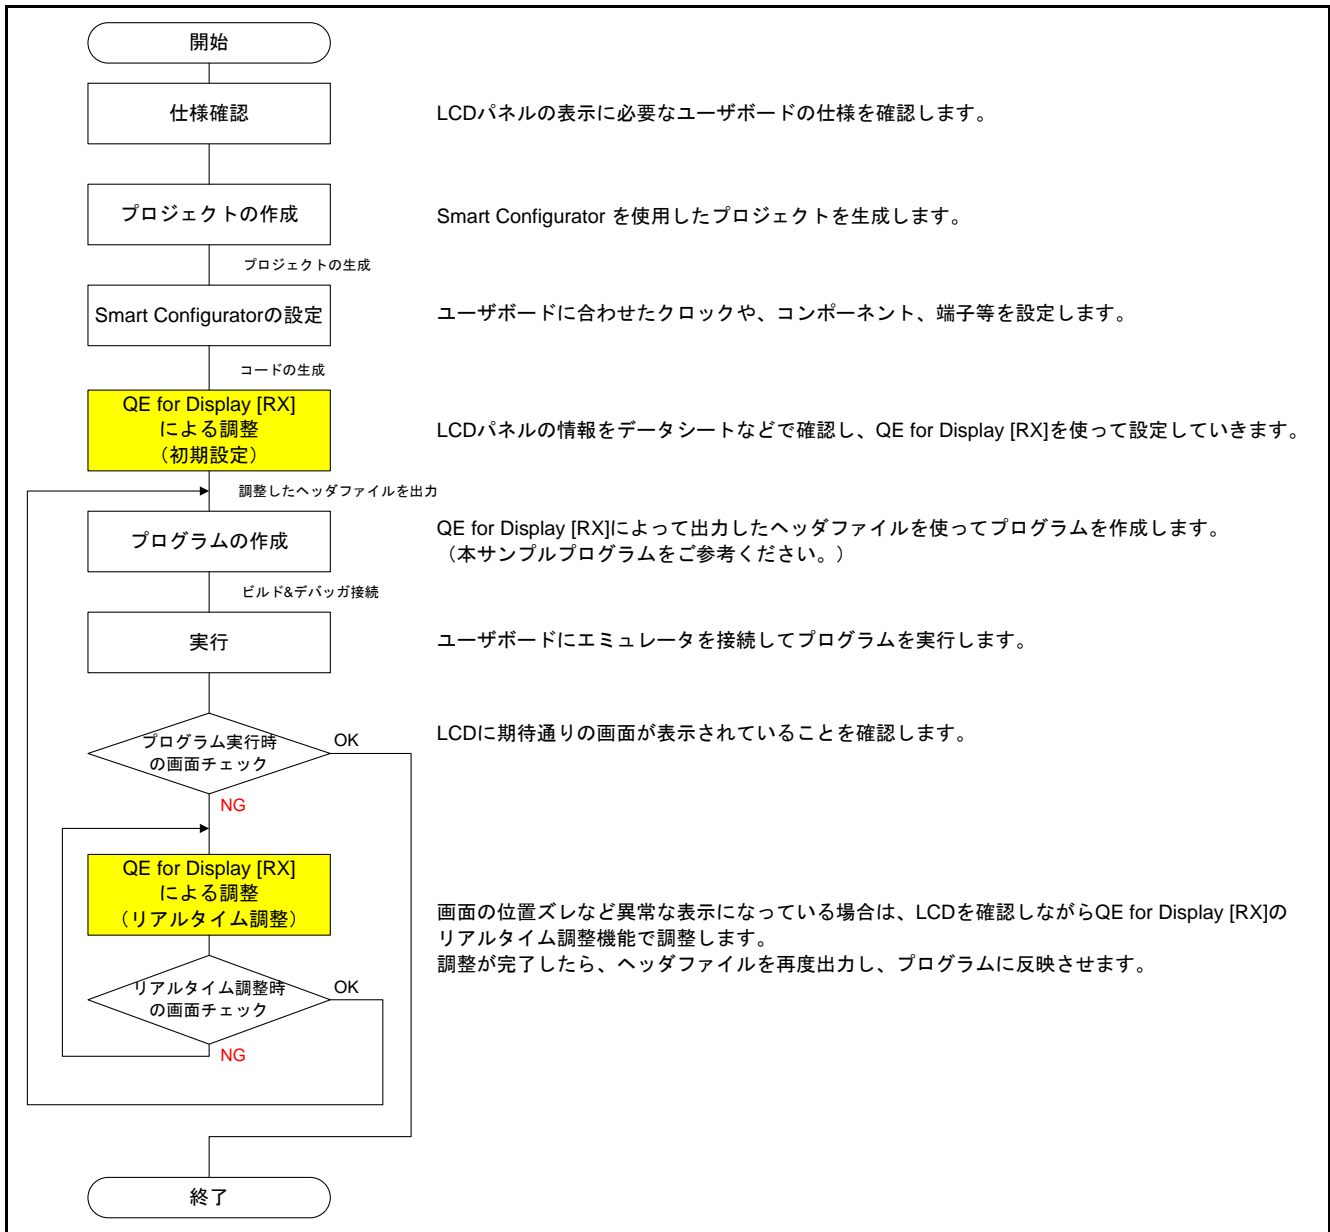 開始
仕様確認
LCDパネルの表示に必要なユーザボードの仕様を確認します。
プロジェクトの作成
Smart Configurator を使用したプロジェクトを生成します。
プロジェクトの生成
Smart Configuratorの設定
ユーザボードに合わせたクロックや、コンポーネント、端子等を設定します。
コードの生成
QE for Display [RX]
による調整
（初期設定）
LCDパネルの情報をデータシートなどで確認し、QE for Display [RX]を使って設定していきます。
調整したヘッダファイルを出力
プログラムの作成
QE for Display [RX]によって出力したヘッダファイルを使ってプログラムを作成します。
（本サンプルプログラムをご参考ください。）
ビルド&デバッガ接続
実行
ユーザボードにエミュレータを接続してプログラムを実行します。
プログラム実行時
の画面チェック
OK
LCDに期待通りの画面が表示されていることを確認します。
NG
QE for Display [RX]
による調整
（リアルタイム調整）
画面の位置ズレなど異常な表示になっている場合は、LCDを確認しながらQE for Display [RX]の
リアルタイム調整機能で調整します。
調整が完了したら、ヘッダファイルを再度出力し、プログラムに反映させます。
リアルタイム調整時
の画面チェック
OK
NG
終了